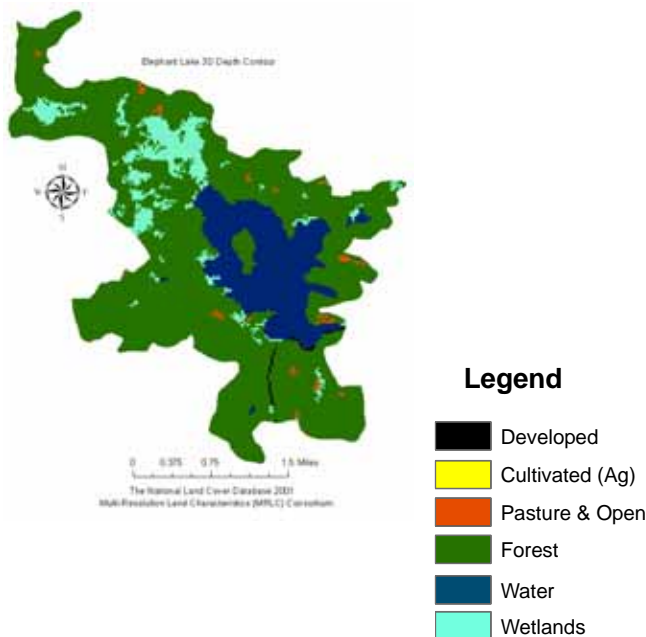 Elephant Lake 3D Depth Contour
N
W E
S
0 0.375 0.75 1.5 Miles
The National Land Cover Database 2001
Multi-Resolution Land Characteristics (MRLC) Consortium
Legend
Developed
Cultivated (Ag)
Pasture & Open
Forest
Water
Wetlands